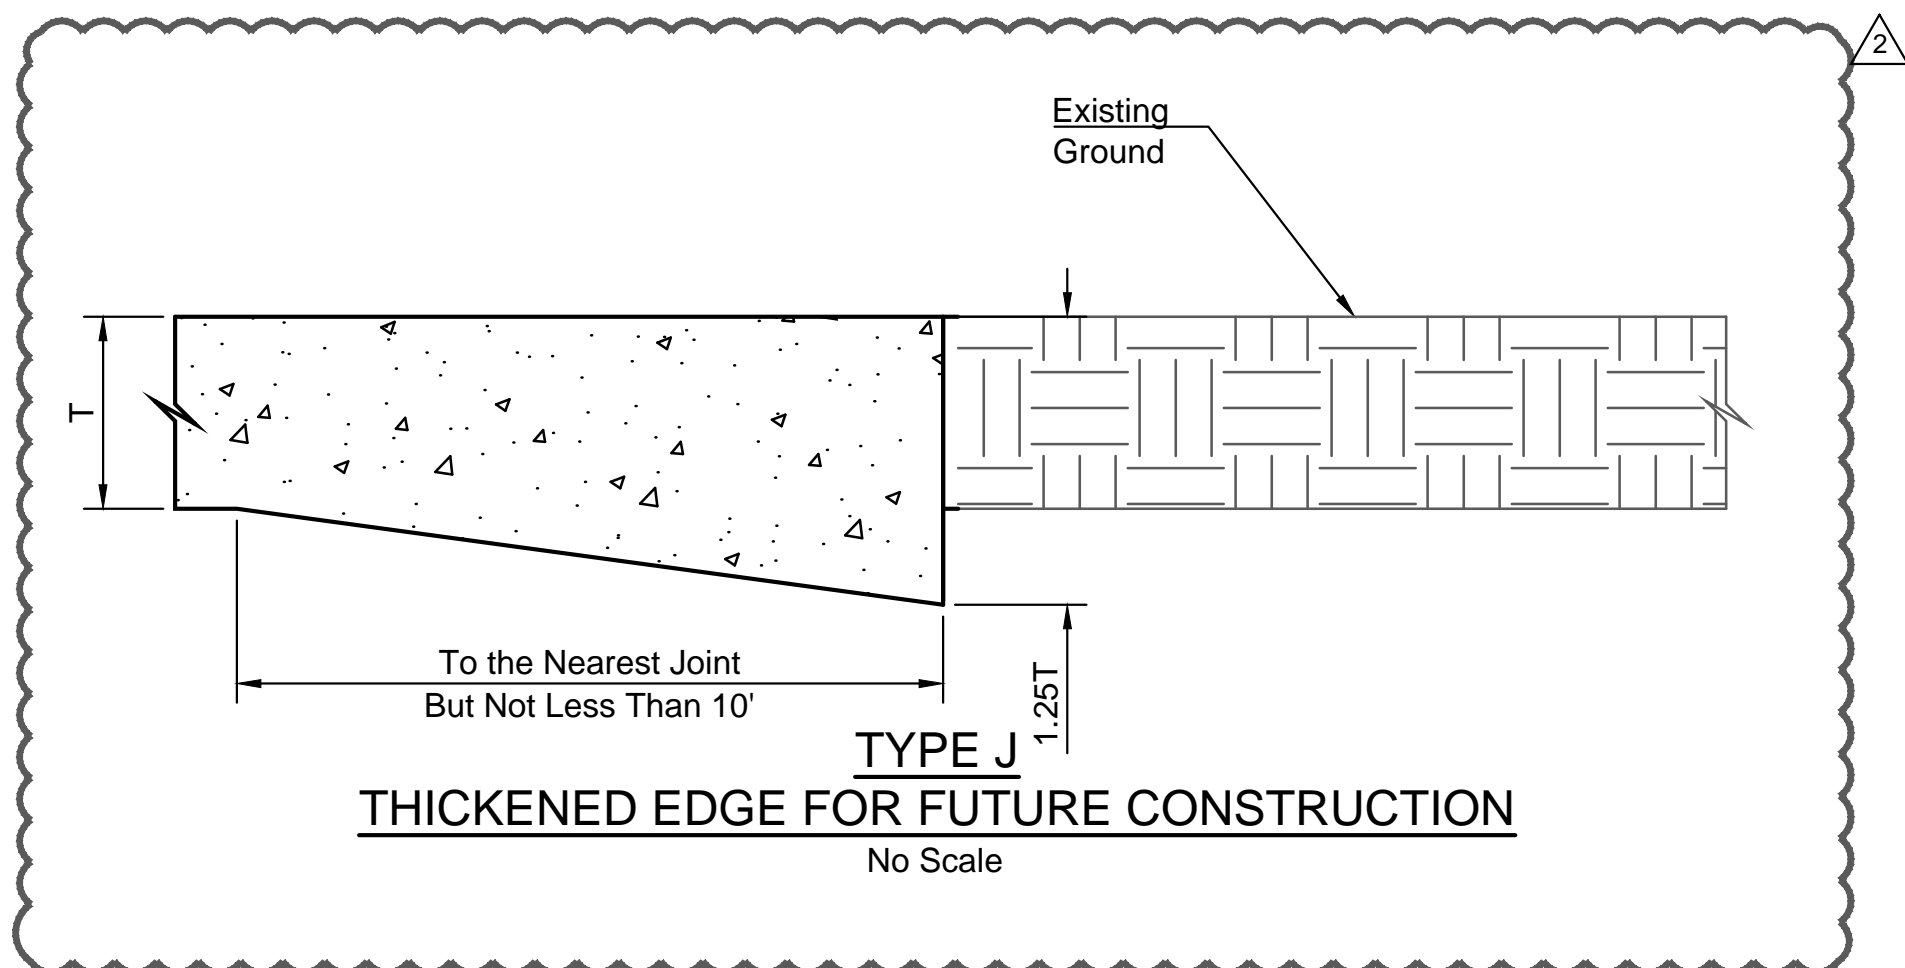 2
Existing
Ground
T
To the Nearest Joint
But Not Less Than 10'
1.25T
TYPE J
THICKENED EDGE FOR FUTURE CONSTRUCTION
No Scale